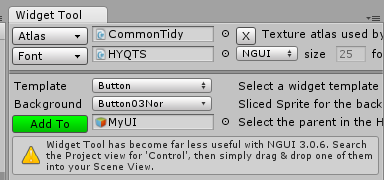 Widget Tool
Atlas CommonTidy X Texture atlas used by
Font HYQTS NGUI size 25 fo
Template Button Select a widget template
Background Button03Nor Sliced Sprite for the back
Add To MyUI Select the parent in the H
Widget Tool has become far less useful with NGUI 3.0.6. Search
the Project view for 'Control', then simply drag & drop one of them
into your Scene View.